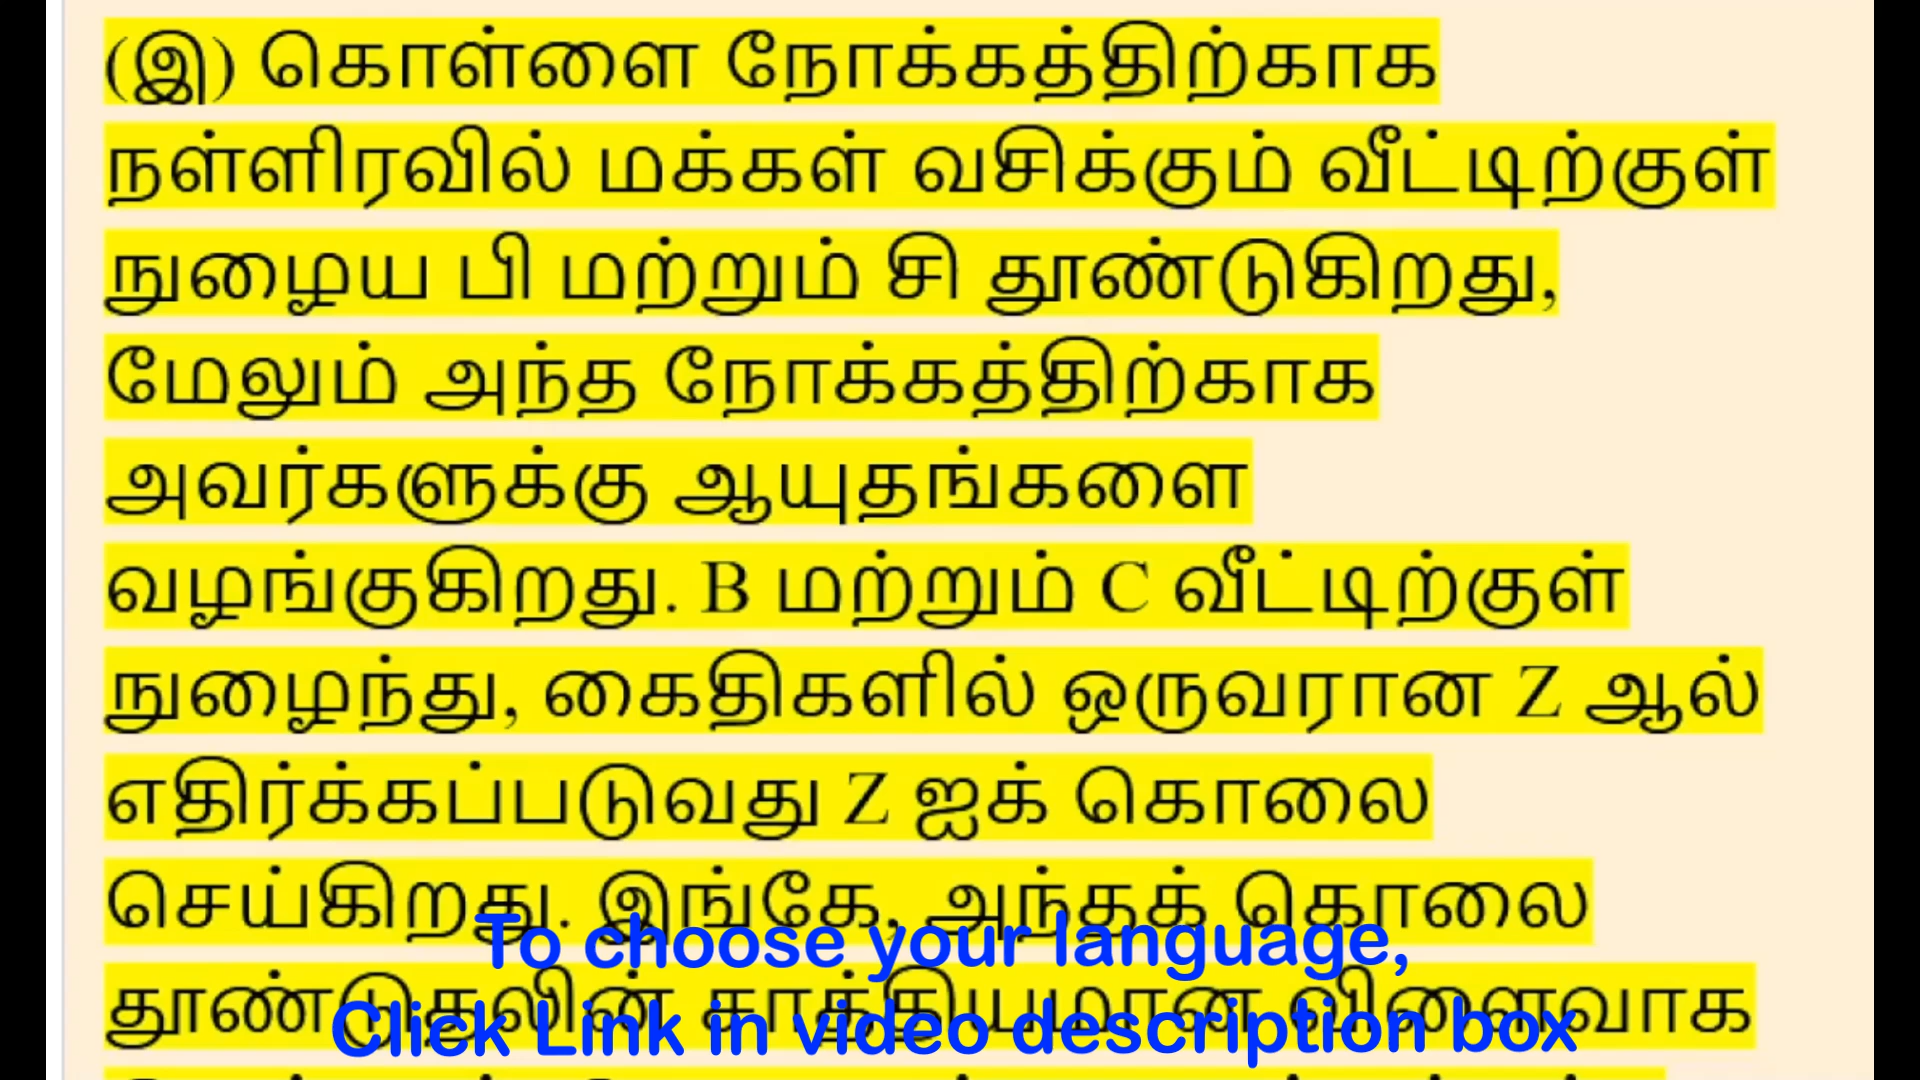 (இ) கொள்ளை நோக்கத்திற்காக
நள்ளிரவில் மக்கள் வசிக்கும் வீட்டிற்குள்
நுழைய பி மற்றும் சி தூண்டுகிறது,
மேலும் அந்த நோக்கத்திற்காக
அவர்களுக்கு ஆயுதங்களை
வழங்குகிறது. B மற்றும் C வீட்டிற்குள்
நுழைந்து, கைதிகளில் ஒருவரான Z ஆல்
எதிர்க்கப்படுவது Z ஐக் கொலை
செய்கிறது. இங்கே, அந்தக் கொலை
தூண்டுதலின் சாத்தியமான விளைவாக
To choose your language,
Click Link in video description box